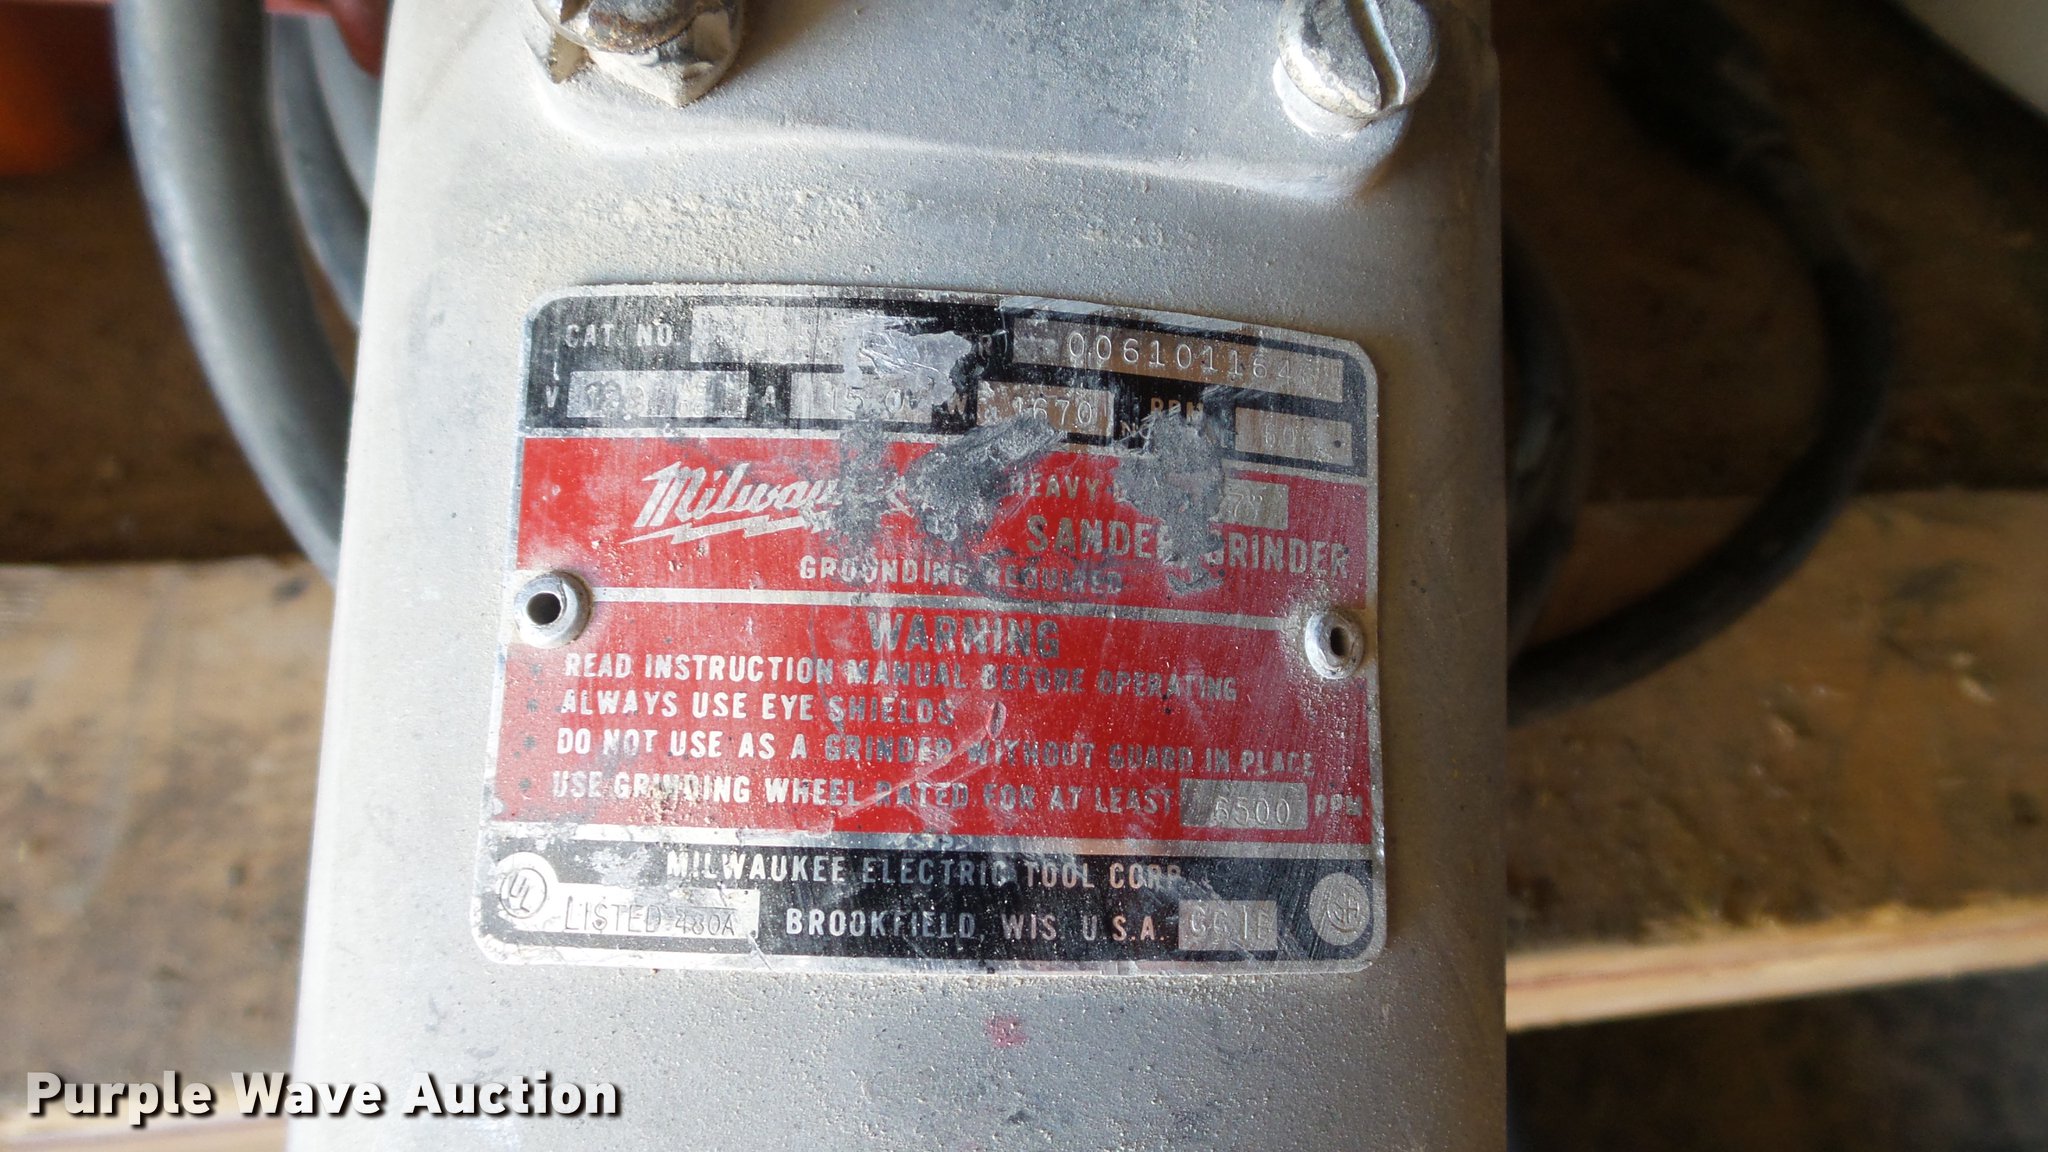 CAT. NO.
V A 15.0 W 1670 RPM
Milwaukee HEAVY
SANDER GRINDER
GROUNDING REQUIRED
WARNING
READ INSTRUCTION MANUAL BEFORE OPERATING
ALWAYS USE EYE SHIELDS
DO NOT USE AS A GRINDER WITHOUT GUARD IN PLACE
USE GRINDING WHEEL RATED FOR AT LEAST 6500 RPM
MILWAUKEE ELECTRIC TOOL CORP.
UL LISTED 480A BROOKFIELD, WIS. U.S.A.
Purple Wave Auction